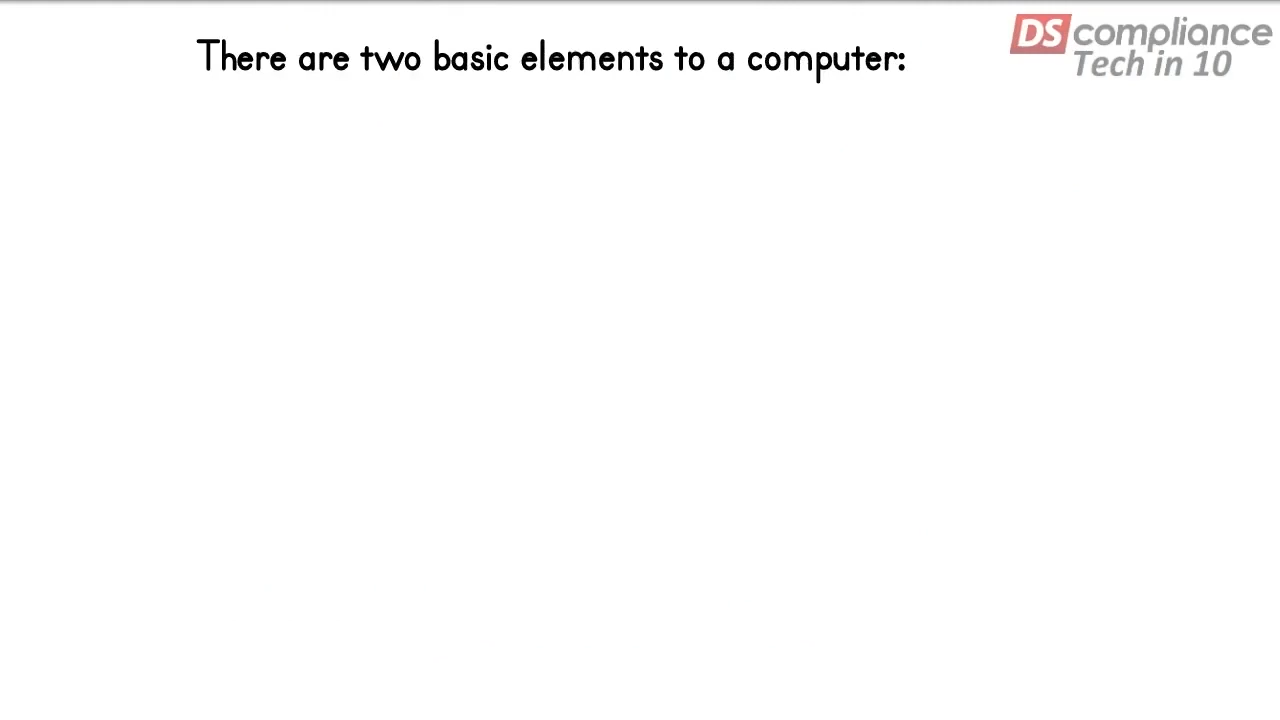 There are two basic elements to a computer:
DS compliance
Tech in 10